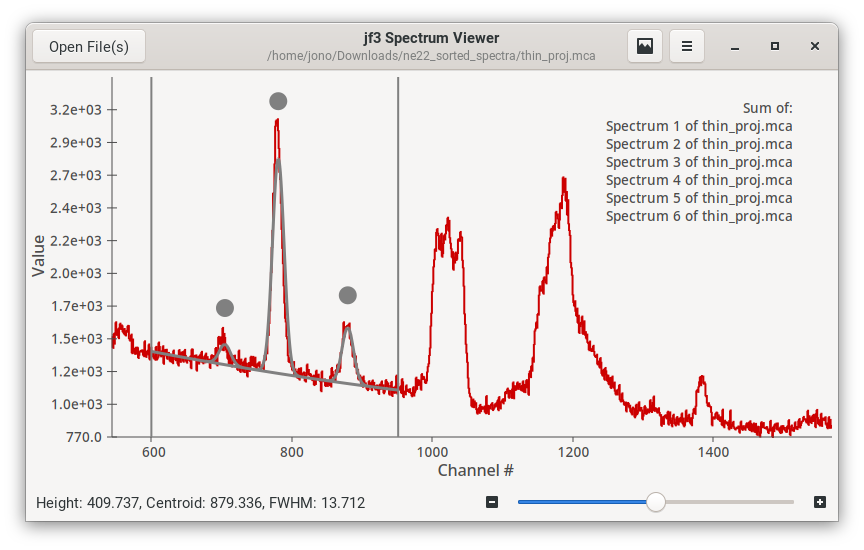 Open File(s)
jf3 Spectrum Viewer
/home/jono/Downloads/ne22_sorted_spectra/thin_proj.mca
Sum of:
Spectrum 1 of thin_proj.mca
Spectrum 2 of thin_proj.mca
Spectrum 3 of thin_proj.mca
Spectrum 4 of thin_proj.mca
Spectrum 5 of thin_proj.mca
Spectrum 6 of thin_proj.mca
Value
3.2e+03
2.9e+03
2.7e+03
2.4e+03
2.2e+03
2.0e+03
1.7e+03
1.5e+03
1.2e+03
1.0e+03
770.0
600 800 1000 1200 1400
Channel #
Height: 409.737, Centroid: 879.336, FWHM: 13.712